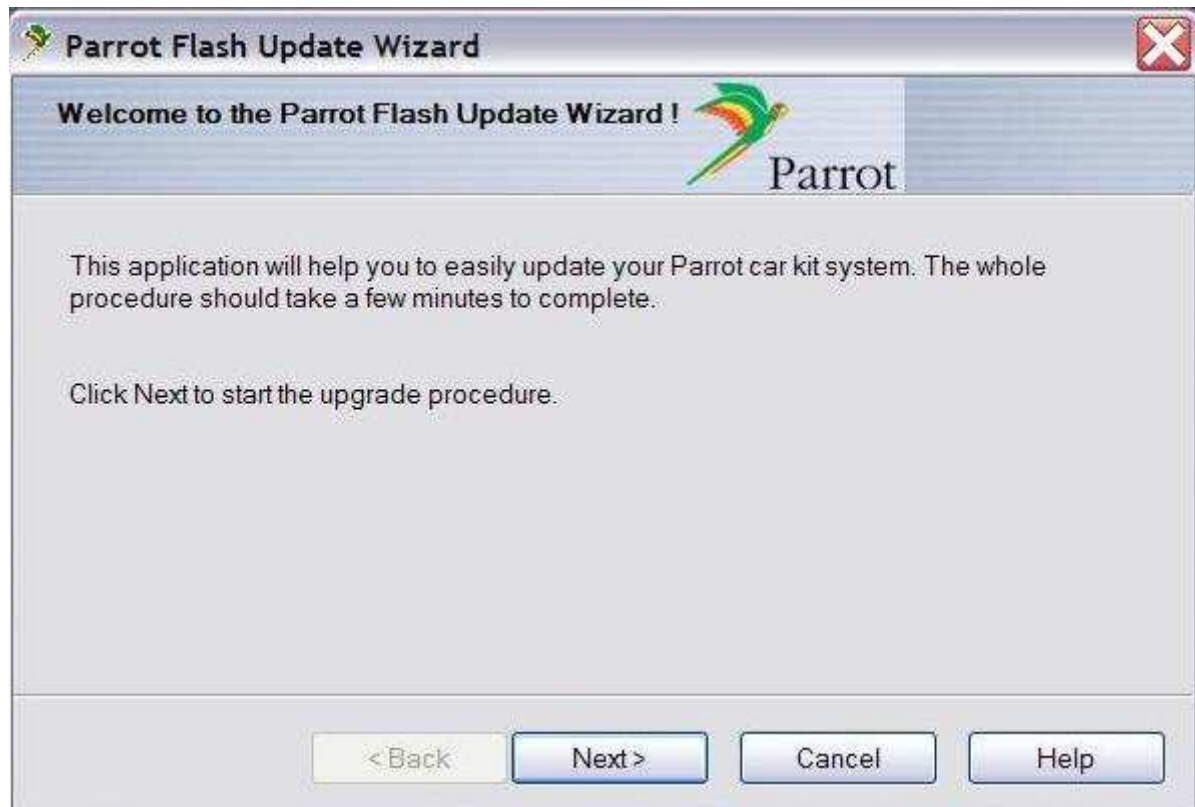 Parrot Flash Update Wizard
Welcome to the Parrot Flash Update Wizard !
Parrot
This application will help you to easily update your Parrot car kit system. The whole
procedure should take a few minutes to complete.
Click Next to start the upgrade procedure.
< Back
Next >
Cancel
Help